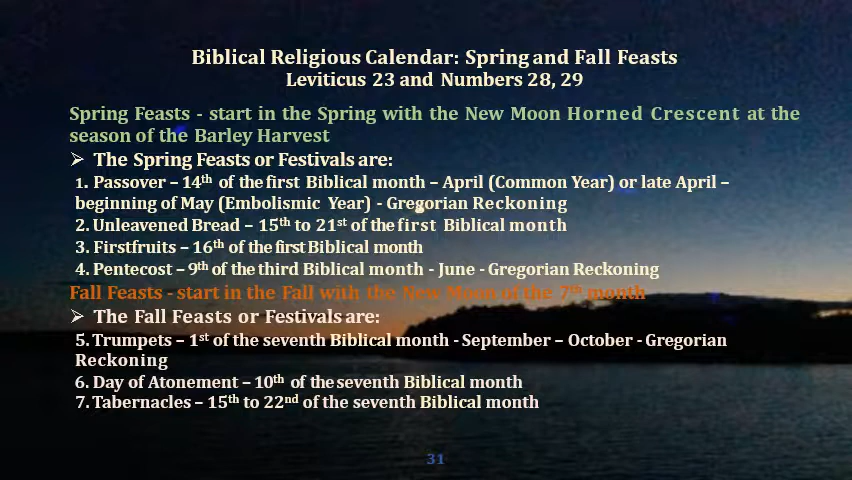 Biblical Religious Calendar: Spring and Fall Feasts
Leviticus 23 and Numbers 28, 29
Spring Feasts - start in the Spring with the New Moon Horned Crescent at the
season of the Barley Harvest
➢ The Spring Feasts or Festivals are:
1. Passover – 14th of the first Biblical month – April (Common Year) or late April –
beginning of May (Embolismic Year) - Gregorian Reckoning
2. Unleavened Bread – 15th to 21st of the first Biblical month
3. Firstfruits – 16th of the first Biblical month
4. Pentecost – 9th of the third Biblical month - June - Gregorian Reckoning
Fall Feasts - start in the Fall with the New Moon of the 7th month
➢ The Fall Feasts or Festivals are:
5. Trumpets – 1st of the seventh Biblical month - September – October - Gregorian
Reckoning
6. Day of Atonement – 10th of the seventh Biblical month
7. Tabernacles – 15th to 22nd of the seventh Biblical month
31